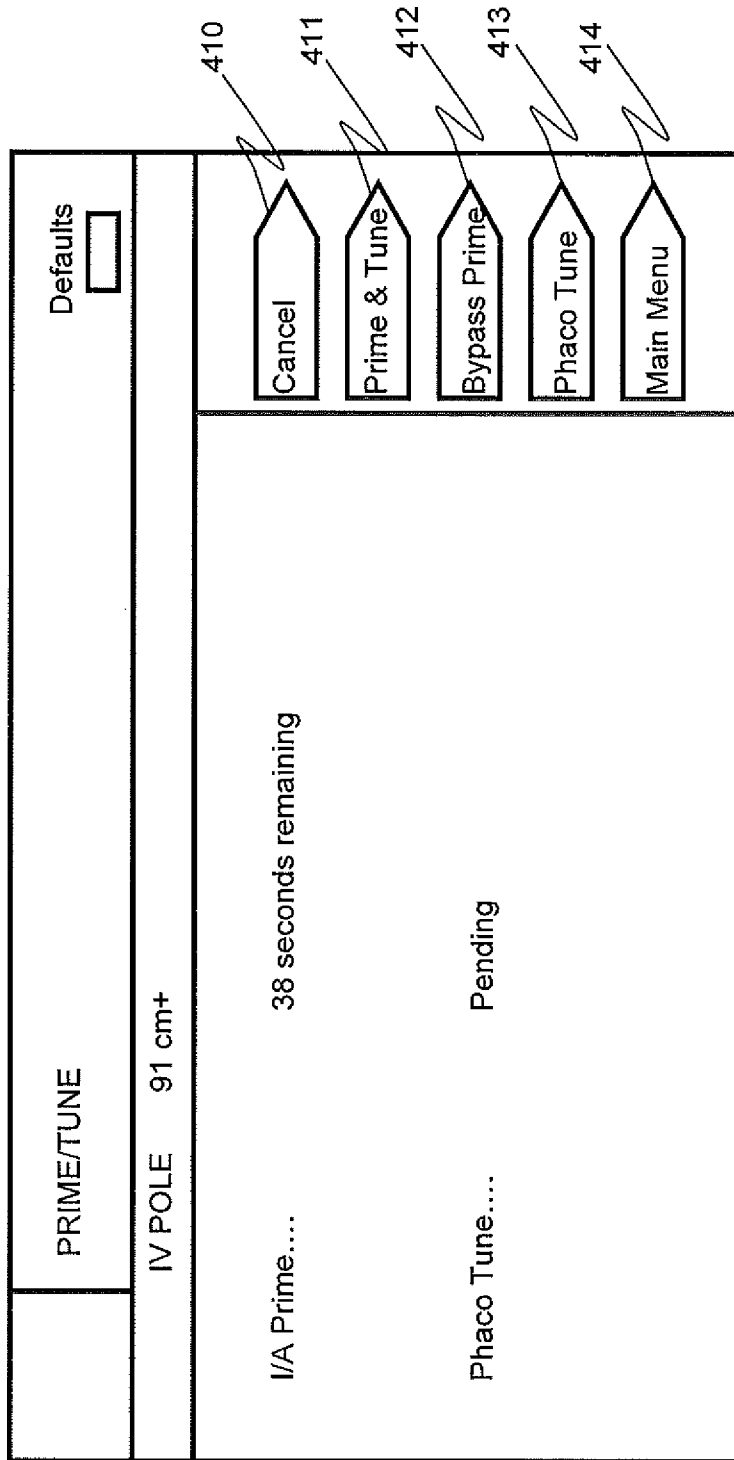 PRIME/TUNE
Defaults
IV POLE 91 cm+
I/A Prime.... 38 seconds remaining
Phaco Tune.... Pending
Cancel
410
Prime & Tune
411
Bypass Prime
412
Phaco Tune
413
Main Menu
414